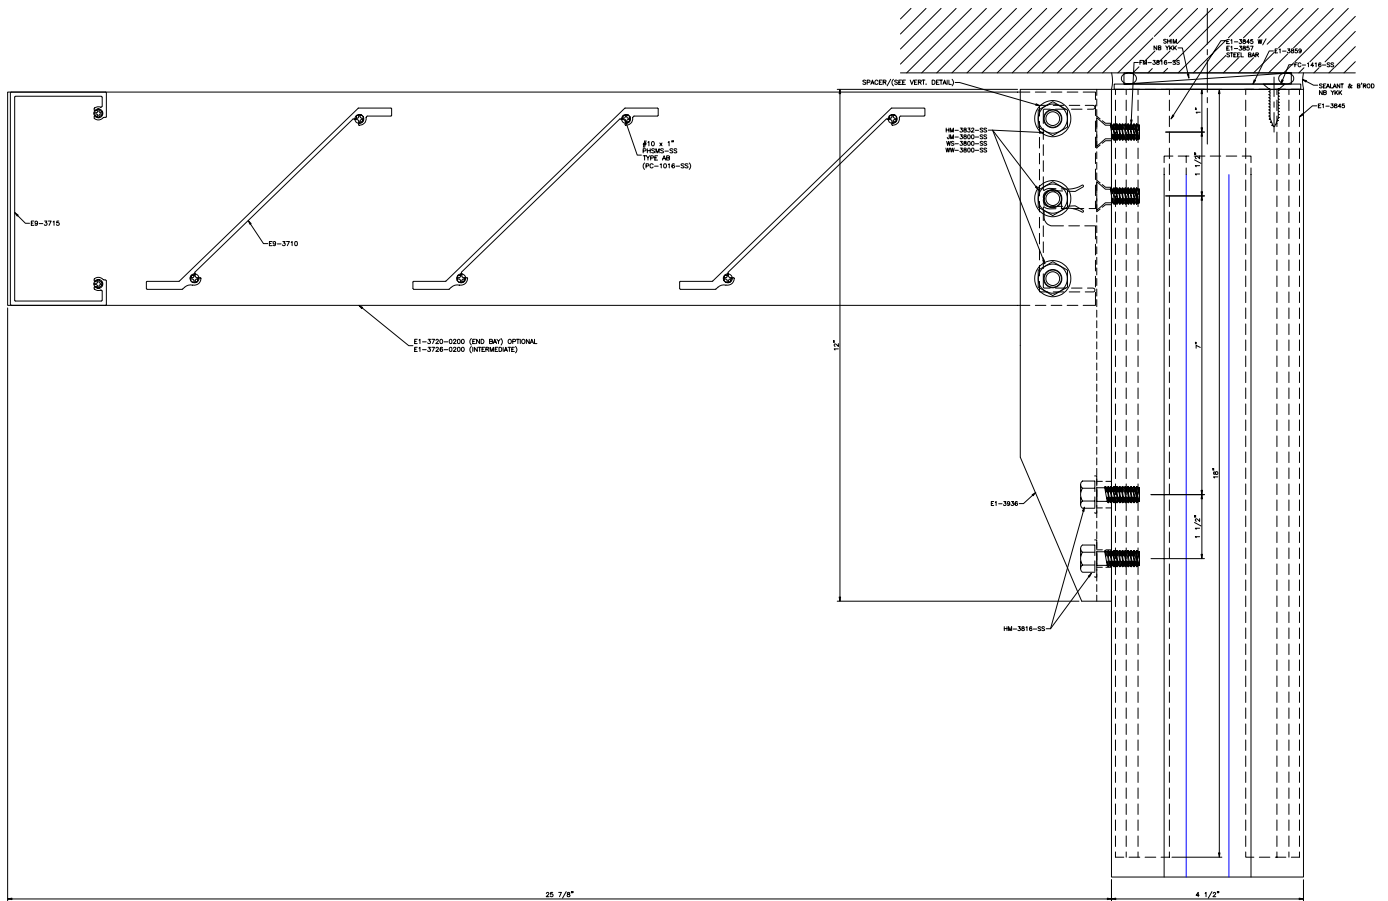 SHIM
NB YKK
E1-3845 W/
E1-3857
STEEL BAR
E1-3859
FM-3816-SS
FC-1416-SS
SPACER/(SEE VERT. DETAIL)
SEALANT & B'ROD
NB YKK
E1-3845
1"
HM-3832-SS
JM-3800-SS
WS-3800-SS
WW-3800-SS
#10 x 1"
PHSMS-SS
TYPE AB
(PC-1016-SS)
1 1/2"
E9-3715
E9-3710
E1-3720-0200 (END BAY) OPTIONAL
E1-3726-0200 (INTERMEDIATE)
12"
7"
18"
E1-3936
1 1/2"
HM-3816-SS
25 7/8"
4 1/2"